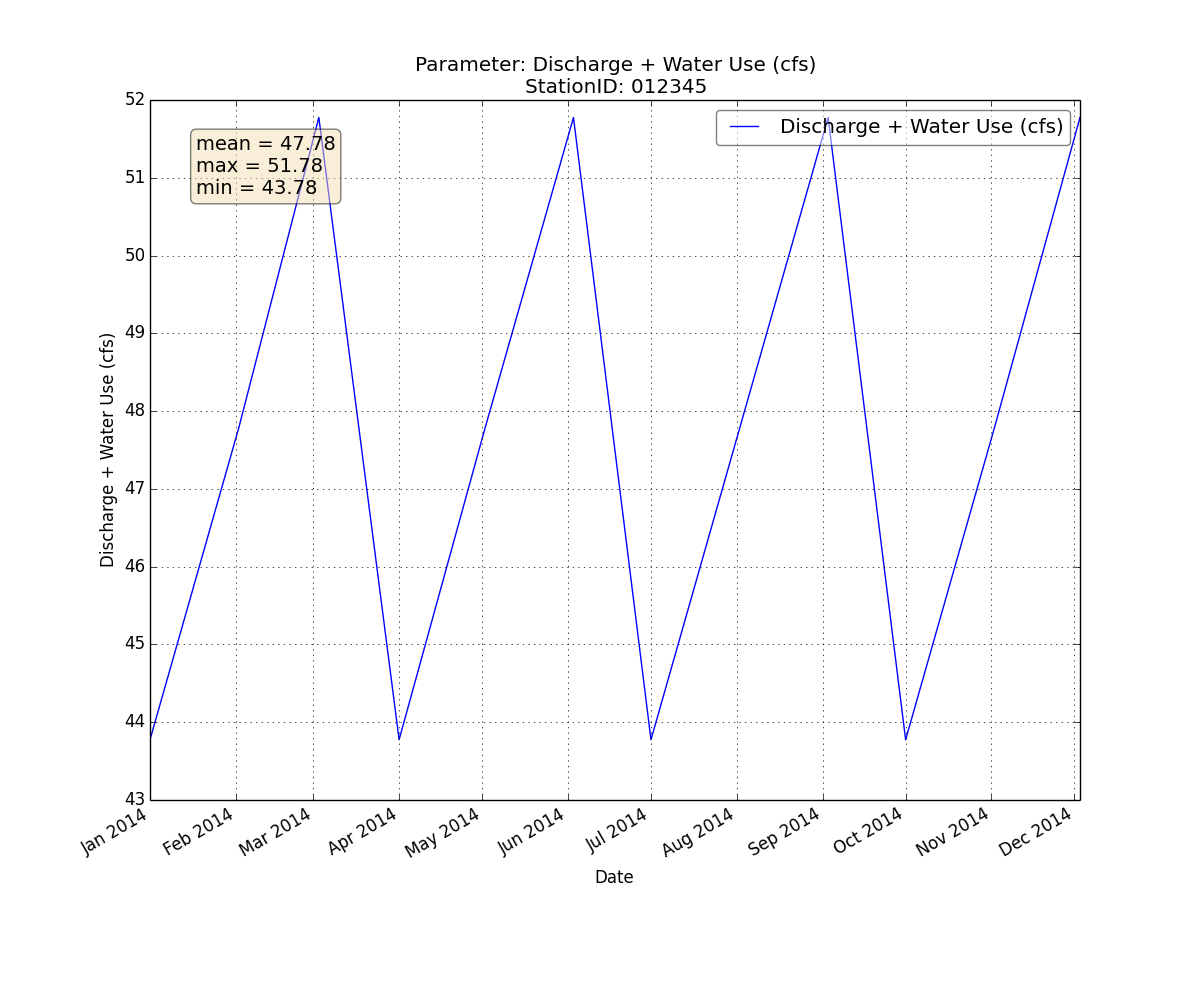 Parameter: Discharge + Water Use (cfs)
StationID: 012345
mean = 47.78
max = 51.78
min = 43.78
Discharge + Water Use (cfs)
52
51
50
49
48
47
46
45
44
43
Discharge + Water Use (cfs)
Jan 2014
Feb 2014
Mar 2014
Apr 2014
May 2014
Jun 2014
Jul 2014
Aug 2014
Sep 2014
Oct 2014
Nov 2014
Dec 2014
Date